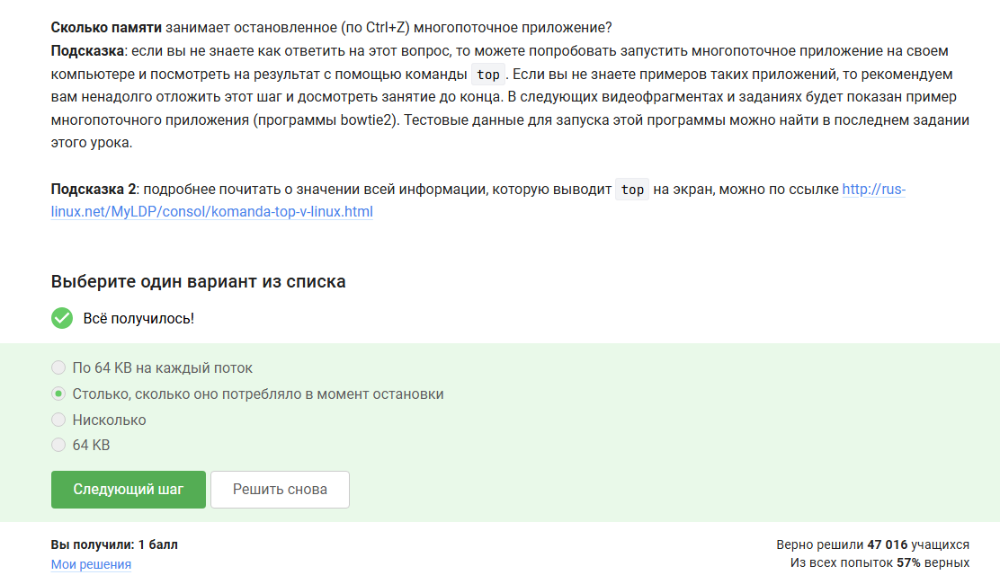 Сколько памяти занимает остановленное (по Ctrl+Z) многопоточное приложение?
Подсказка: если вы не знаете как ответить на этот вопрос, то можете попробовать запустить многопоточное приложение на своем
компьютере и посмотреть на результат с помощью команды top. Если вы не знаете примеров таких приложений, то рекомендуем
вам ненадолго отложить этот шаг и досмотреть занятие до конца. В следующих видеофрагментах и заданиях будет показан пример
многопоточного приложения (программы bowtie2). Тестовые данные для запуска этой программы можно найти в последнем задании
этого урока.
Подсказка 2: подробнее почитать о значении всей информации, которую выводит top на экран, можно по ссылке http://rus-
linux.net/MyLDP/consol/komanda-top-v-linux.html
Выберите один вариант из списка
Всё получилось!
По 64 KB на каждый поток
Столько, сколько оно потребляло в момент остановки
Нисколько
64 KB
Следующий шаг
Решить снова
Вы получили: 1 балл
Мои решения
Верно решили 47 016 учащихся
Из всех попыток 57% верных